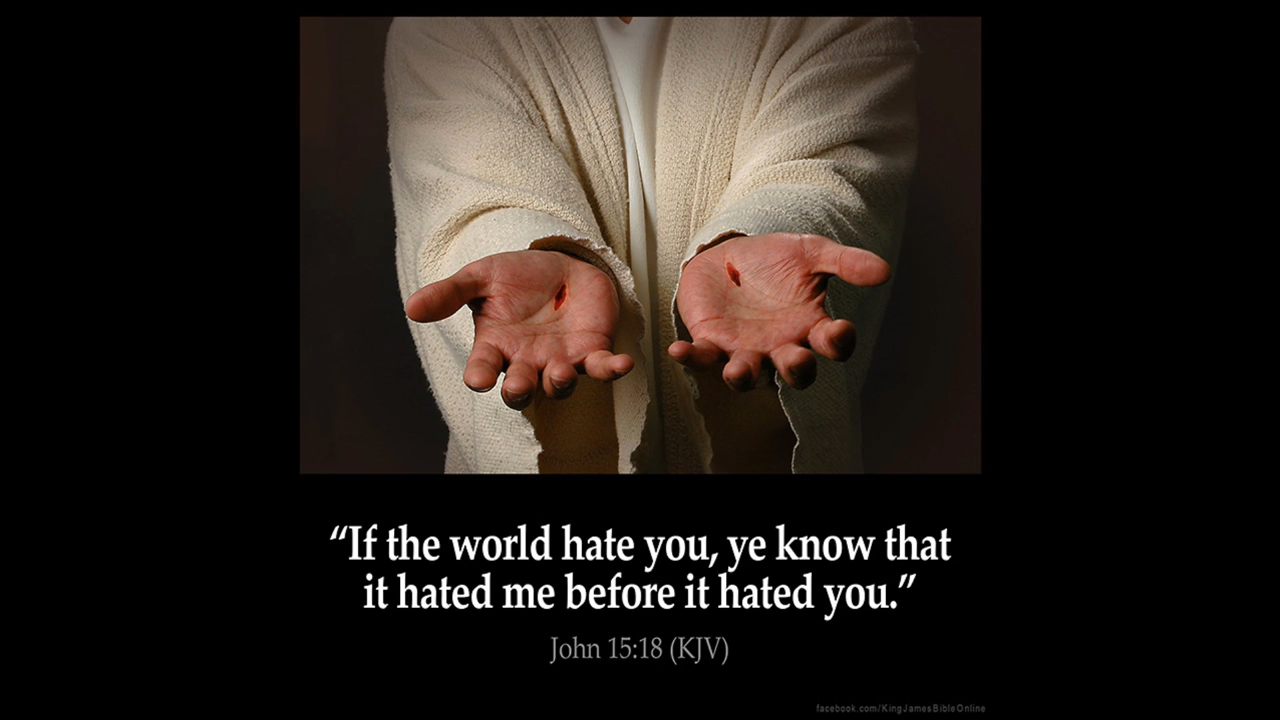 “If the world hate you, ye know that
it hated me before it hated you.”
John 15:18 (KJV)
facebook.com/KingJamesBibleOnline